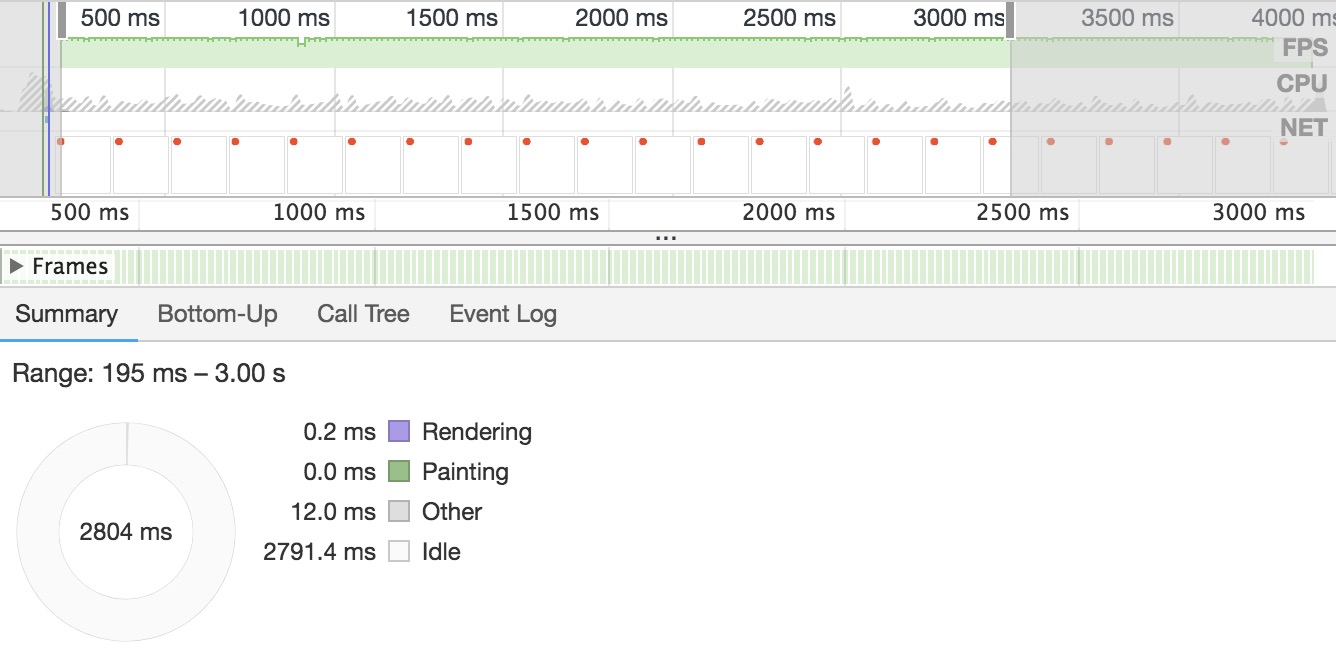 500 ms 1000 ms 1500 ms 2000 ms 2500 ms 3000 ms 3500 ms 4000 ms
FPS
CPU
NET
500 ms 1000 ms 1500 ms 2000 ms 2500 ms 3000 ms
...
Frames
Summary Bottom-Up Call Tree Event Log
Range: 195 ms – 3.00 s
0.2 ms Rendering
0.0 ms Painting
12.0 ms Other
2791.4 ms Idle
2804 ms